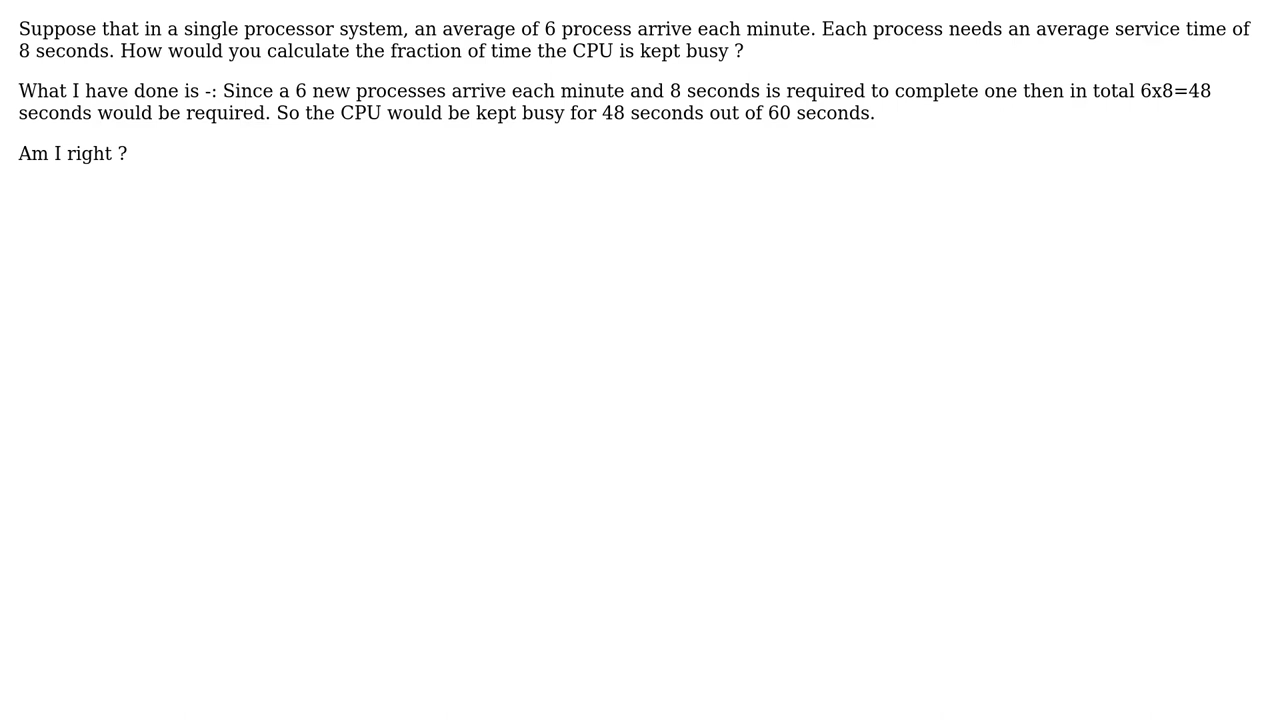 Suppose that in a single processor system, an average of 6 process arrive each minute. Each process needs an average service time of
8 seconds. How would you calculate the fraction of time the CPU is kept busy ?
What I have done is -: Since a 6 new processes arrive each minute and 8 seconds is required to complete one then in total 6x8=48
seconds would be required. So the CPU would be kept busy for 48 seconds out of 60 seconds.
Am I right ?